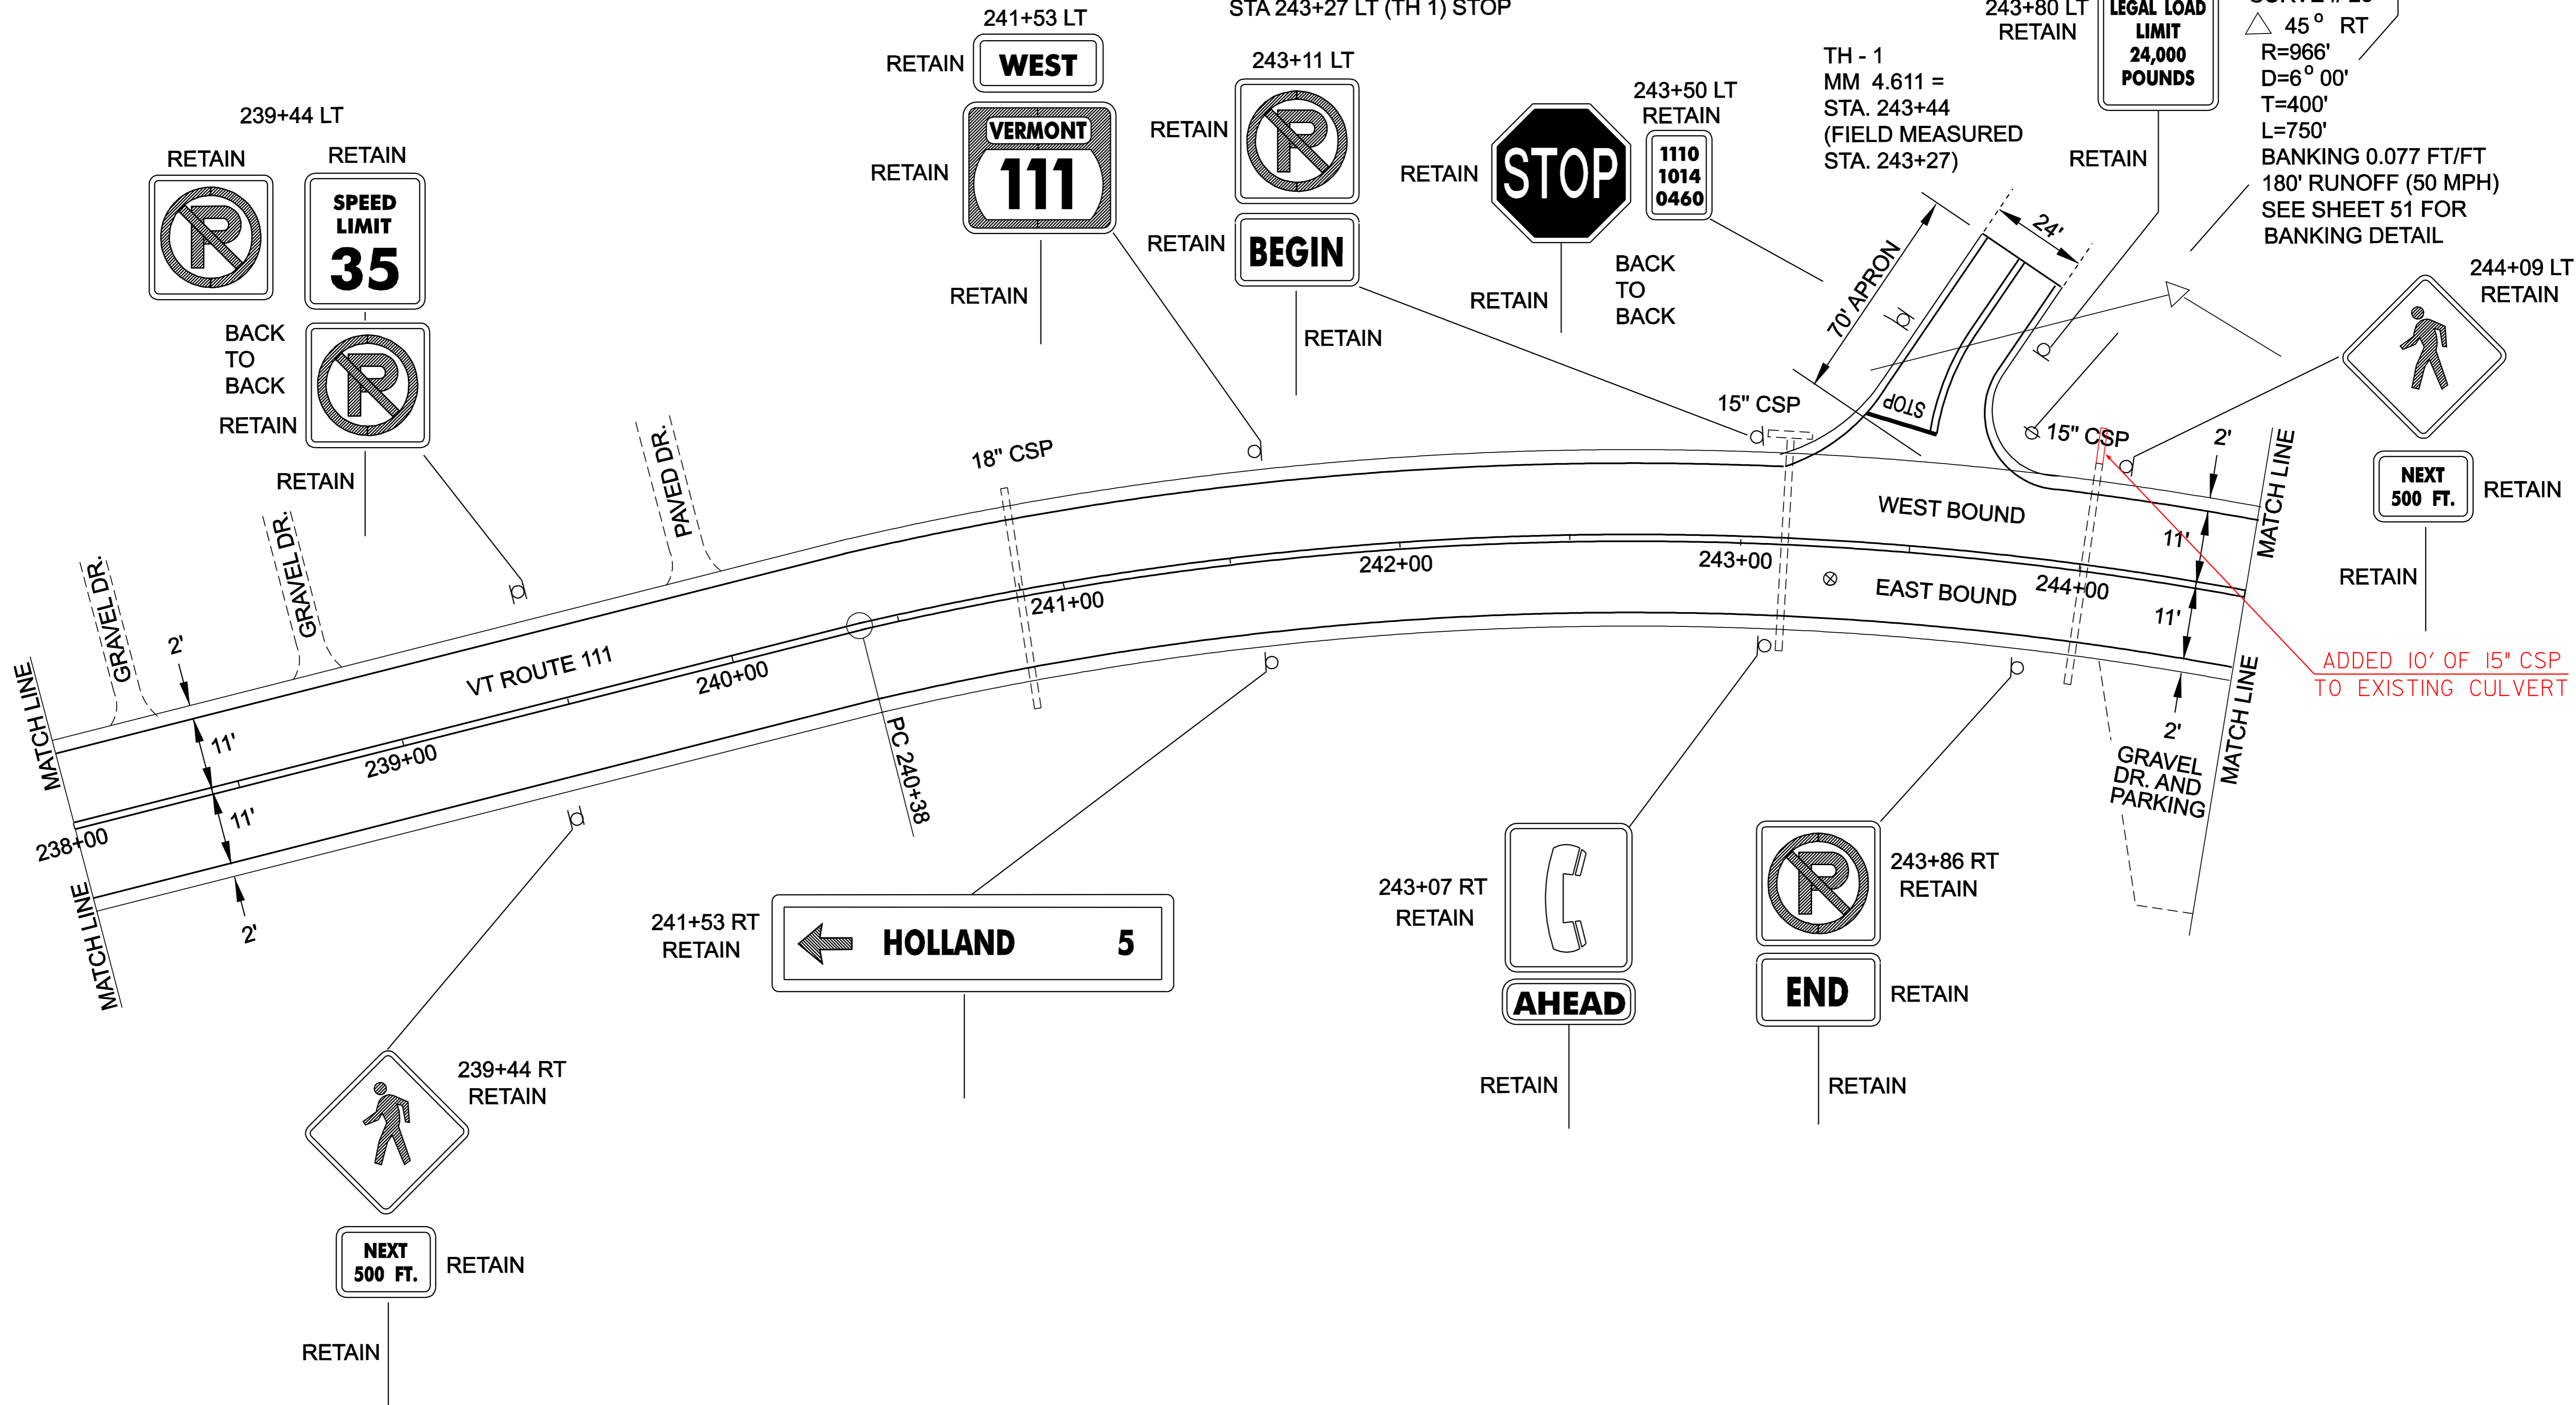 STA 243+27 LT (TH 1) STOP
241+53 LT
RETAIN
WEST
RETAIN
VERMONT
111
RETAIN
243+11 LT
RETAIN
RETAIN
BEGIN
RETAIN
RETAIN
STOP
RETAIN
243+50 LT
RETAIN
1110
1014
0460
BACK
TO
BACK
TH - 1
MM 4.611 =
STA. 243+44
(FIELD MEASURED
STA. 243+27)
243+80 LT
RETAIN
LEGAL LOAD
LIMIT
24,000
POUNDS
RETAIN
45° RT
R=966'
D=6° 00'
T=400'
L=750'
BANKING 0.077 FT/FT
180' RUNOFF (50 MPH)
SEE SHEET 51 FOR
BANKING DETAIL
244+09 LT
RETAIN
NEXT
500 FT.
RETAIN
RETAIN
239+44 LT
RETAIN
RETAIN
SPEED
LIMIT
35
BACK
TO
BACK
RETAIN
RETAIN
70' APRON
24'
STOP
15" CSP
15" CSP
18" CSP
GRAVEL DR.
GRAVEL DR.
PAVED DR.
2'
11'
11'
2'
MATCH LINE
MATCH LINE
VT ROUTE 111
238+00
239+00
240+00
241+00
242+00
243+00
244+00
PC 240+38
WEST BOUND
EAST BOUND
2'
11'
11'
2'
MATCH LINE
MATCH LINE
GRAVEL
DR. AND
PARKING
ADDED 10' OF 15" CSP
TO EXISTING CULVERT
241+53 RT
RETAIN
HOLLAND 5
243+07 RT
RETAIN
AHEAD
RETAIN
243+86 RT
RETAIN
END
RETAIN
RETAIN
239+44 RT
RETAIN
NEXT
500 FT.
RETAIN
RETAIN